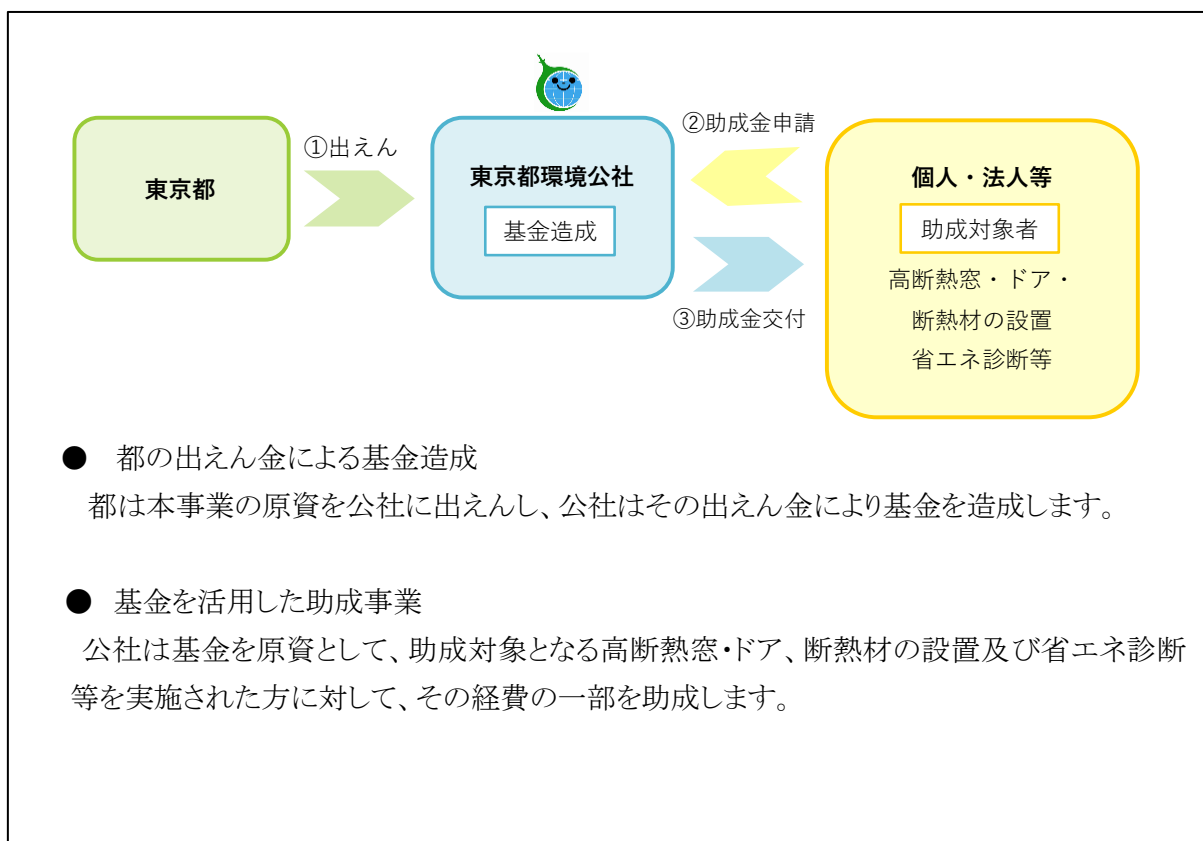 東京都
①出えん
東京都環境公社
基金造成
②助成金申請
③助成金交付
個人・法人等
助成対象者
高断熱窓・ドア・
断熱材の設置
省エネ診断等
● 都の出えん金による基金造成
都は本事業の原資を公社に出えんし、公社はその出えん金により基金を造成します。
● 基金を活用した助成事業
公社は基金を原資として、助成対象となる高断熱窓・ドア、断熱材の設置及び省エネ診断
等を実施された方に対して、その経費の一部を助成します。